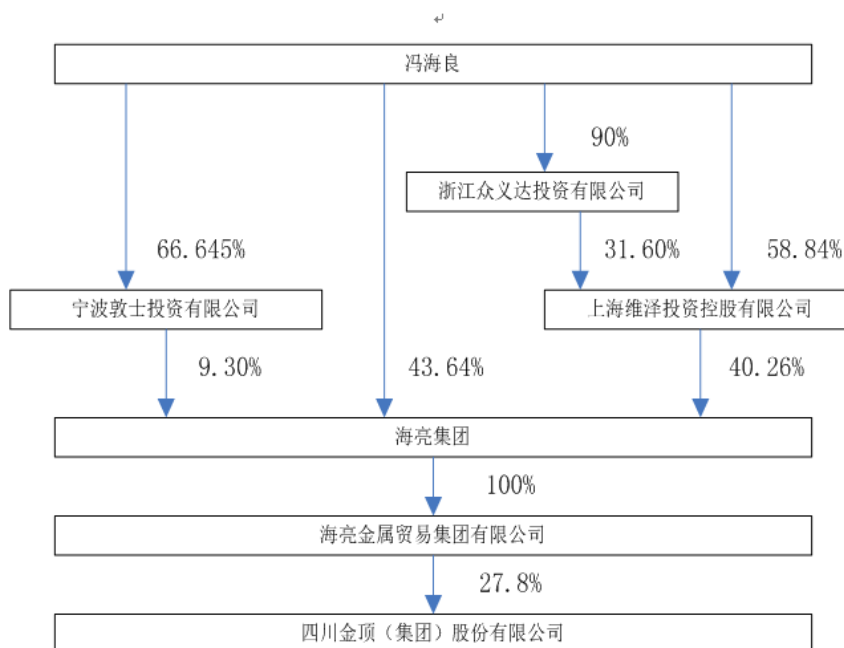 冯海良
90%
浙江众义达投资有限公司
66.645%
31.60%
58.84%
宁波敦士投资有限公司
上海维泽投资控股有限公司
9.30%
43.64%
40.26%
海亮集团
100%
海亮金属贸易集团有限公司
27.8%
四川金顶（集团）股份有限公司